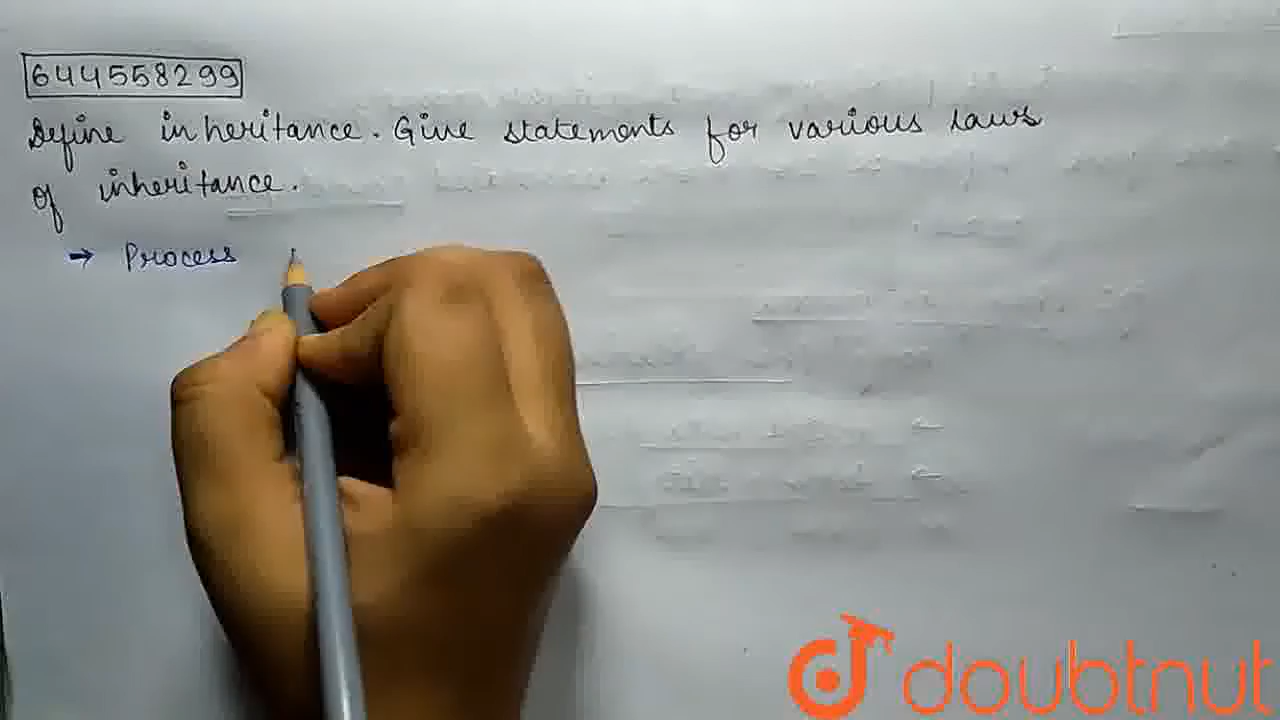 644558299
Define inheritance. Give statements for various laws
of inheritance.
→ Process
doubtnut